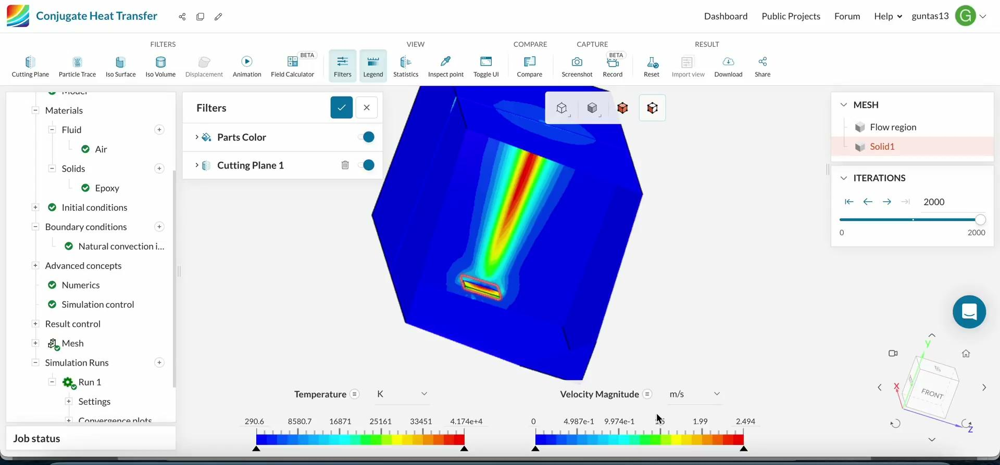 Conjugate Heat Transfer
Dashboard
Public Projects
Forum
Help
guntas13
G
FILTERS
VIEW
COMPARE
CAPTURE
RESULT
BETA
BETA
Cutting Plane
Particle Trace
Iso Surface
Iso Volume
Displacement
Animation
Field Calculator
Filters
Legend
Statistics
Inspect point
Toggle UI
Compare
Screenshot
Record
Reset
Import view
Download
Share
Model
Materials
Fluid
Air
Solids
Epoxy
Initial conditions
Boundary conditions
Natural convection i...
Advanced concepts
Numerics
Simulation control
Result control
Mesh
Simulation Runs
Run 1
Settings
Convergence plots
Job status
Filters
Parts Color
Cutting Plane 1
MESH
Flow region
Solid1
ITERATIONS
2000
0
2000
Temperature
K
290.6
8580.7
16871
25161
33451
4.174e+4
Velocity Magnitude
m/s
0
4.987e-1
9.974e-1
1.99
2.494
Y
X
FRONT
Z